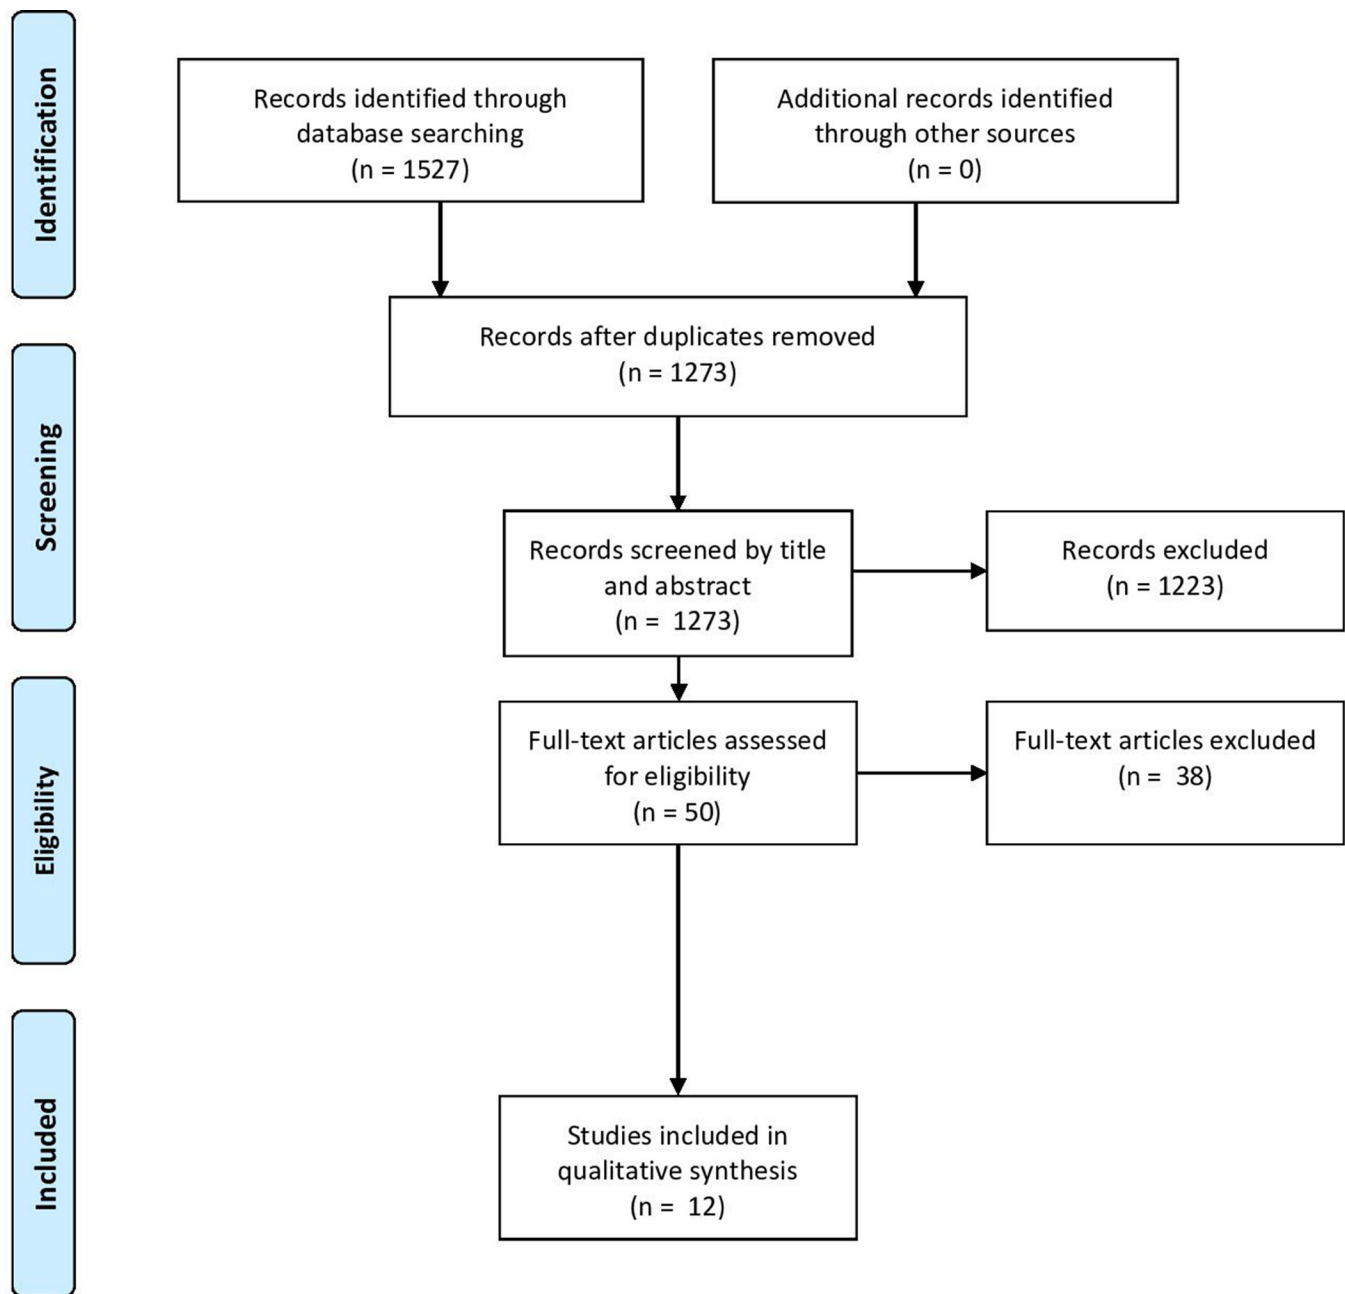 Identification
Records identified through
database searching
(n = 1527)
Additional records identified
through other sources
(n = 0)
Records after duplicates removed
(n = 1273)
Screening
Records screened by title
and abstract
(n =  1273)
Records excluded
(n = 1223)
Eligibility
Full-text articles assessed
for eligibility
(n = 50)
Full-text articles excluded
(n =  38)
Included
Studies included in
qualitative synthesis
(n =  12)